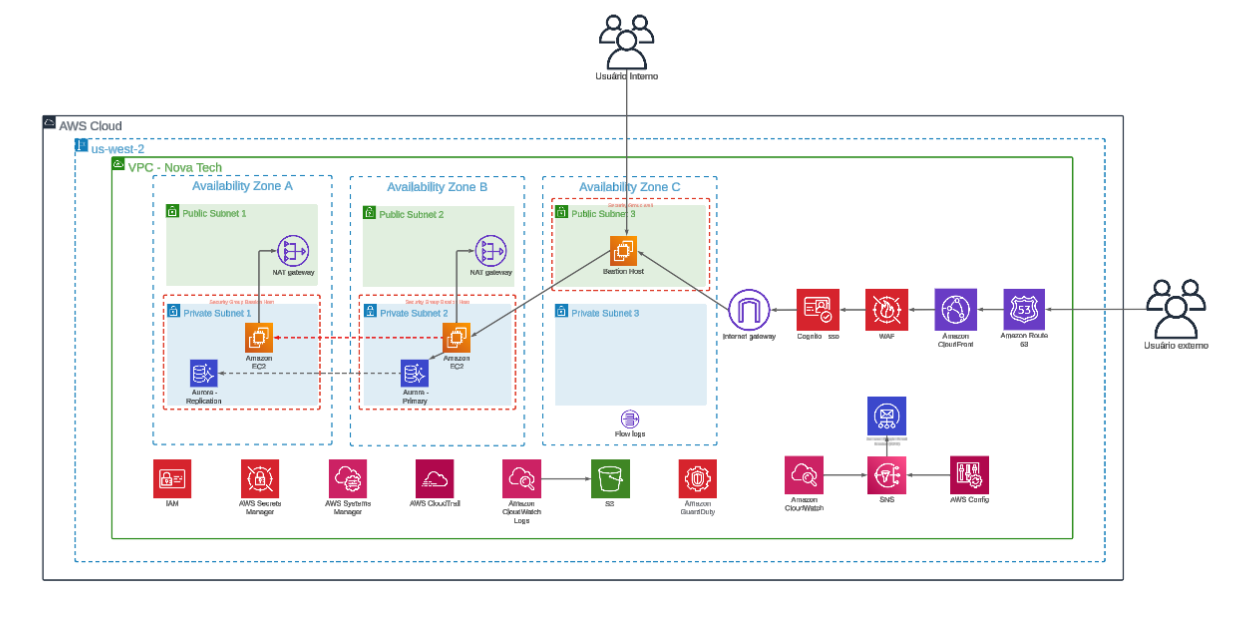 Usuário Interno
AWS Cloud
us-west-2
VPC - Nova Tech
Availability Zone A
Availability Zone B
Availability Zone C
Public Subnet 1
Public Subnet 2
Public Subnet 3
NAT gateway
NAT gateway
Bastion Host
Security Group Bastion Host
Security Group Bastion Host
Private Subnet 1
Private Subnet 2
Private Subnet 3
Amazon
EC2
Amazon
EC2
Aurora -
Replication
Aurora -
Primary
Flow logs
Internet gateway
Cognito sso
WAF
Amazon
CloudFront
Amazon Route
53
Usuário externo
IAM
AWS Secrets
Manager
AWS Systems
Manager
AWS CloudTrail
Amazon
CloudWatch
Logs
S3
Amazon
GuardDuty
Amazon
CloudWatch
SNS
AWS Config